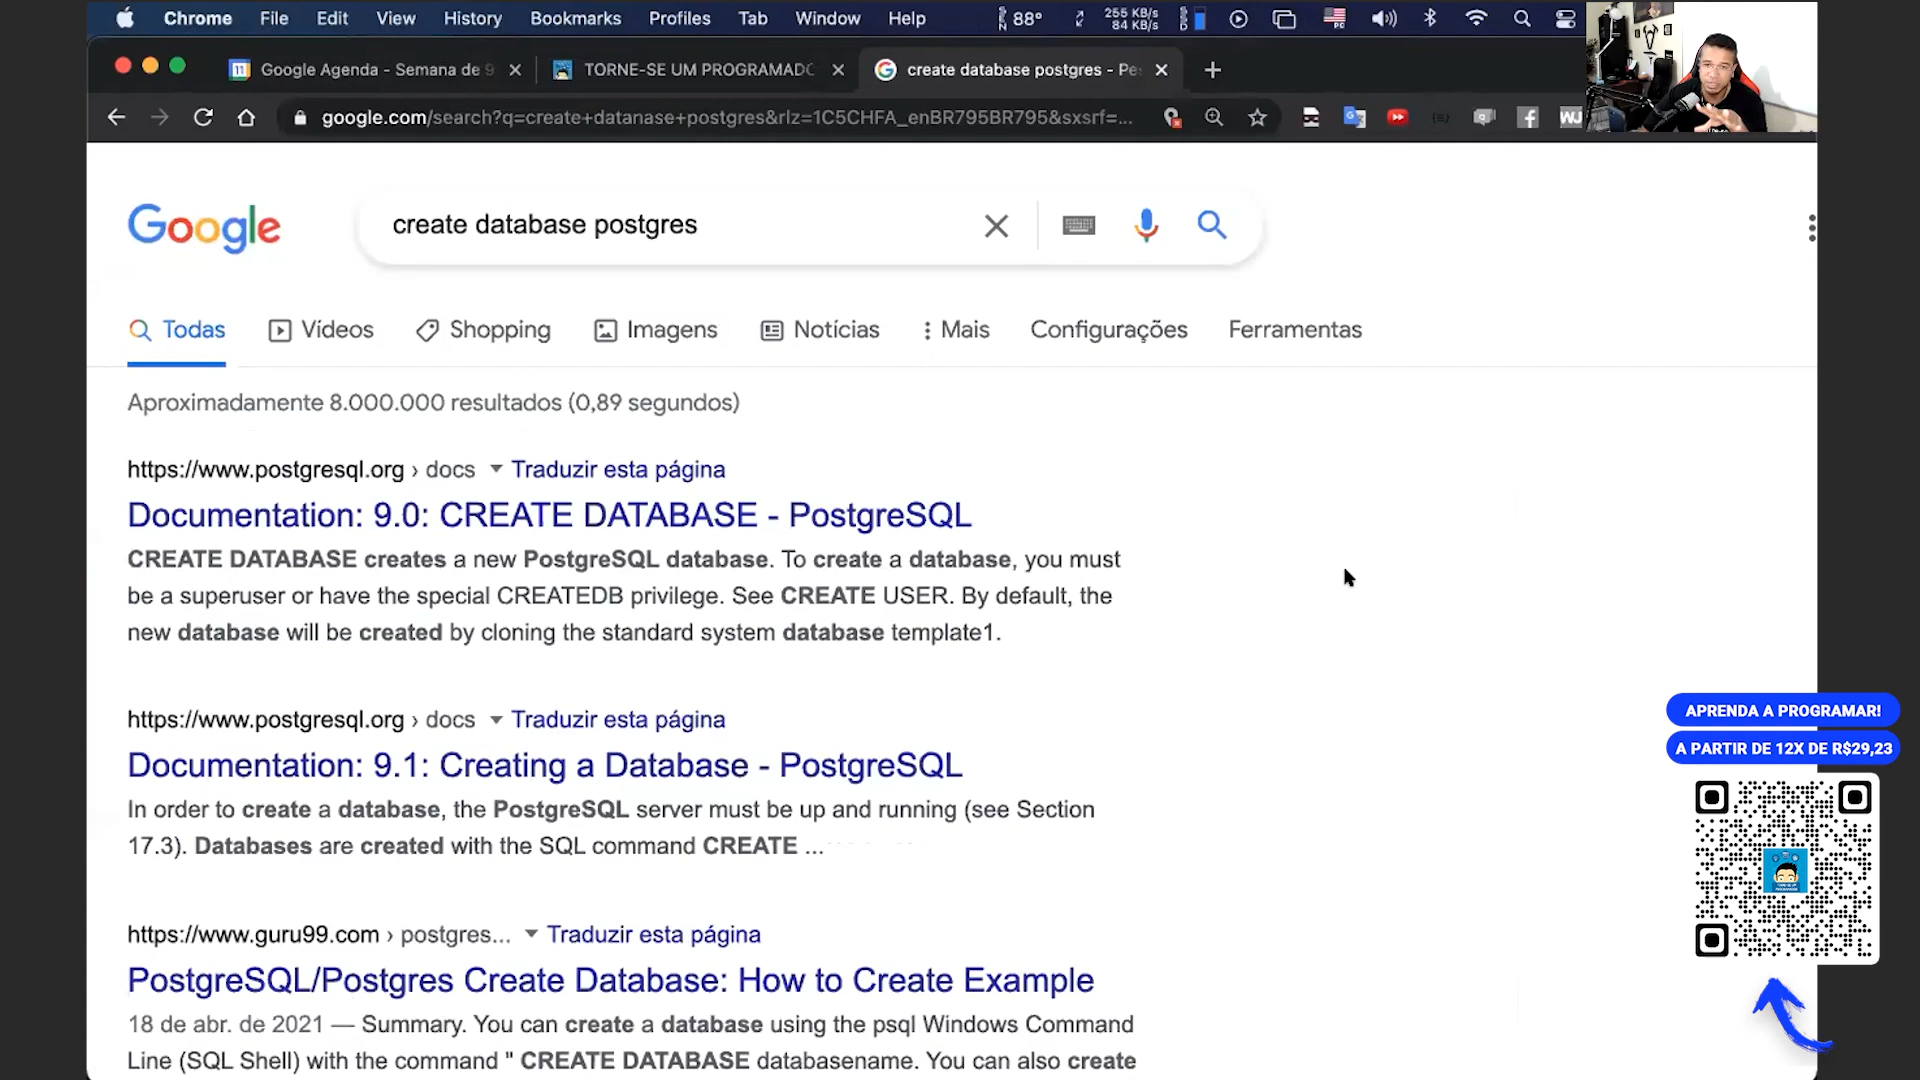 Chrome File Edit View History Bookmarks Profiles Tab Window Help 88° 255 KB/s
84 KB/s
Google Agenda - Semana de 9 TORNE-SE UM PROGRAMADO create database postgres - Pes
google.com/search?q=create+datanase+postgres&rlz=1C5CHFA_enBR795BR795&sxsrf=...
Google create database postgres
Todas Vídeos Shopping Imagens Notícias Mais Configurações Ferramentas
Aproximadamente 8.000.000 resultados (0,89 segundos)
https://www.postgresql.org › docs Traduzir esta página
Documentation: 9.0: CREATE DATABASE - PostgreSQL
CREATE DATABASE creates a new PostgreSQL database. To create a database, you must
be a superuser or have the special CREATEDB privilege. See CREATE USER. By default, the
new database will be created by cloning the standard system database template1.
https://www.postgresql.org › docs Traduzir esta página
Documentation: 9.1: Creating a Database - PostgreSQL
In order to create a database, the PostgreSQL server must be up and running (see Section
17.3). Databases are created with the SQL command CREATE ...
https://www.guru99.com › postgres... Traduzir esta página
PostgreSQL/Postgres Create Database: How to Create Example
18 de abr. de 2021 — Summary. You can create a database using the psql Windows Command
Line (SQL Shell) with the command " CREATE DATABASE databasename. You can also create
APRENDA A PROGRAMAR!
A PARTIR DE 12X DE R$29,23